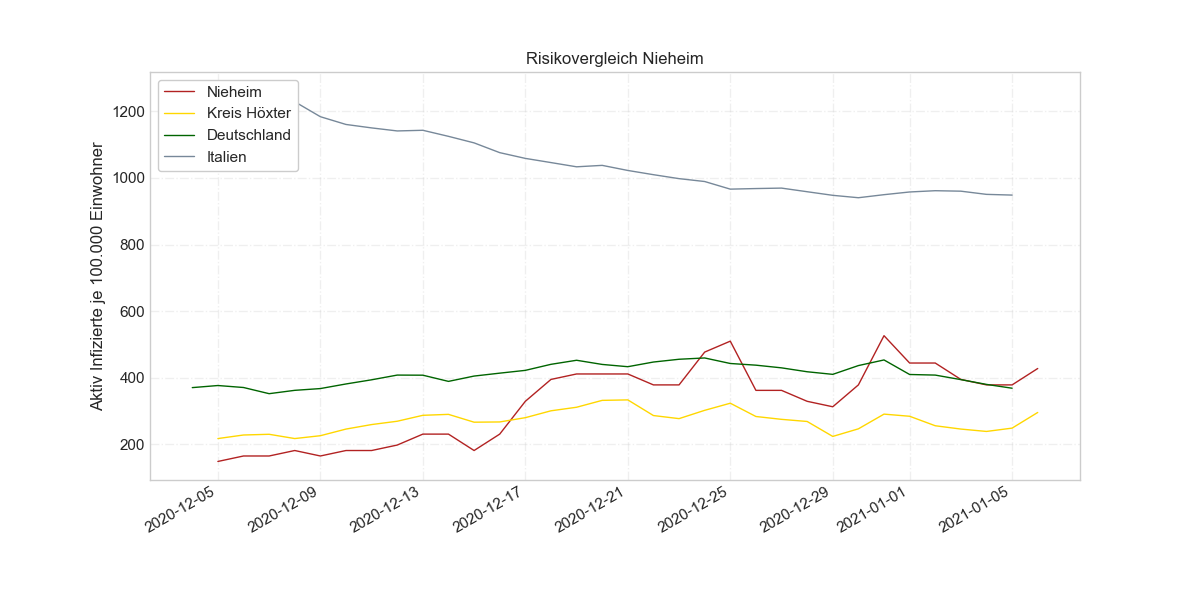 Risikovergleich Nieheim
Nieheim
Kreis Höxter
Deutschland
Italien
Aktiv Infizierte je 100.000 Einwohner
1200
1000
800
600
400
200
2020-12-05
2020-12-09
2020-12-13
2020-12-17
2020-12-21
2020-12-25
2020-12-29
2021-01-01
2021-01-05